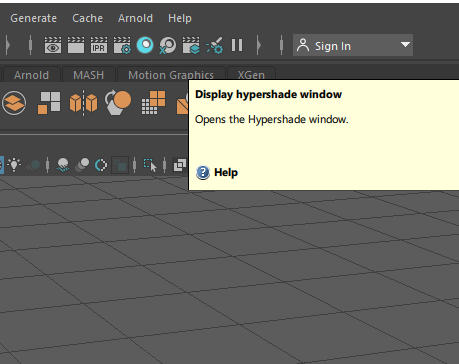 Generate Cache Arnold Help
IPR Sign In
Arnold MASH Motion Graphics XGen
Display hypershade window
Opens the Hypershade window.
? Help